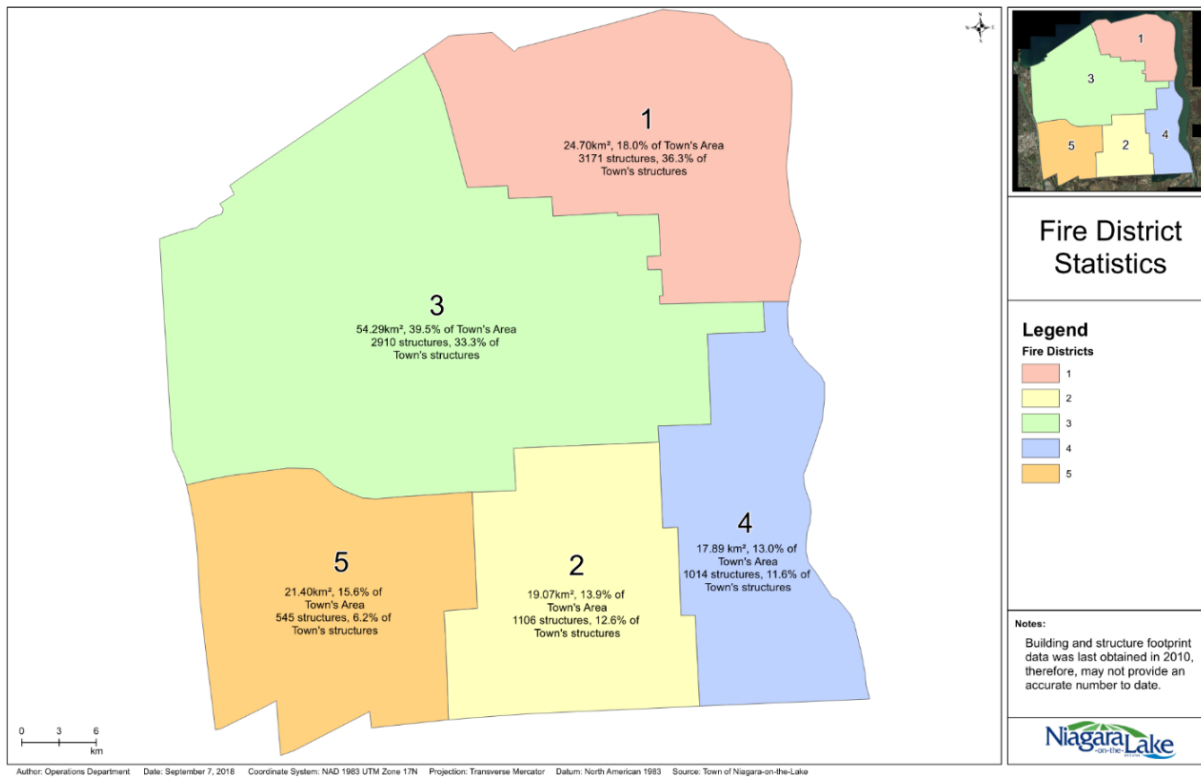 1
24.70km², 18.0% of Town's Area
3171 structures, 36.3% of
Town's structures
3
54.29km², 39.5% of Town's Area
2910 structures, 33.3% of
Town's structures
4
17.89 km², 13.0% of
Town's Area
1014 structures, 11.6% of
Town's structures
5
21.40km², 15.6% of
Town's Area
545 structures, 6.2% of
Town's structures
2
19.07km², 13.9% of
Town's Area
1106 structures, 12.6% of
Town's structures
0 3 6
km
1
3
4
5
2
Fire District
Statistics
Legend
Fire Districts
1
2
3
4
5
Notes:
Building and structure footprint
data was last obtained in 2010,
therefore, may not provide an
accurate number to date.
Niagara
-on-the-
Lake
Author: Operations Department Date: September 7, 2018 Coordinate System: NAD 1983 UTM Zone 17N Projection: Transverse Mercator Datum: North American 1983 Source: Town of Niagara-on-the-Lake